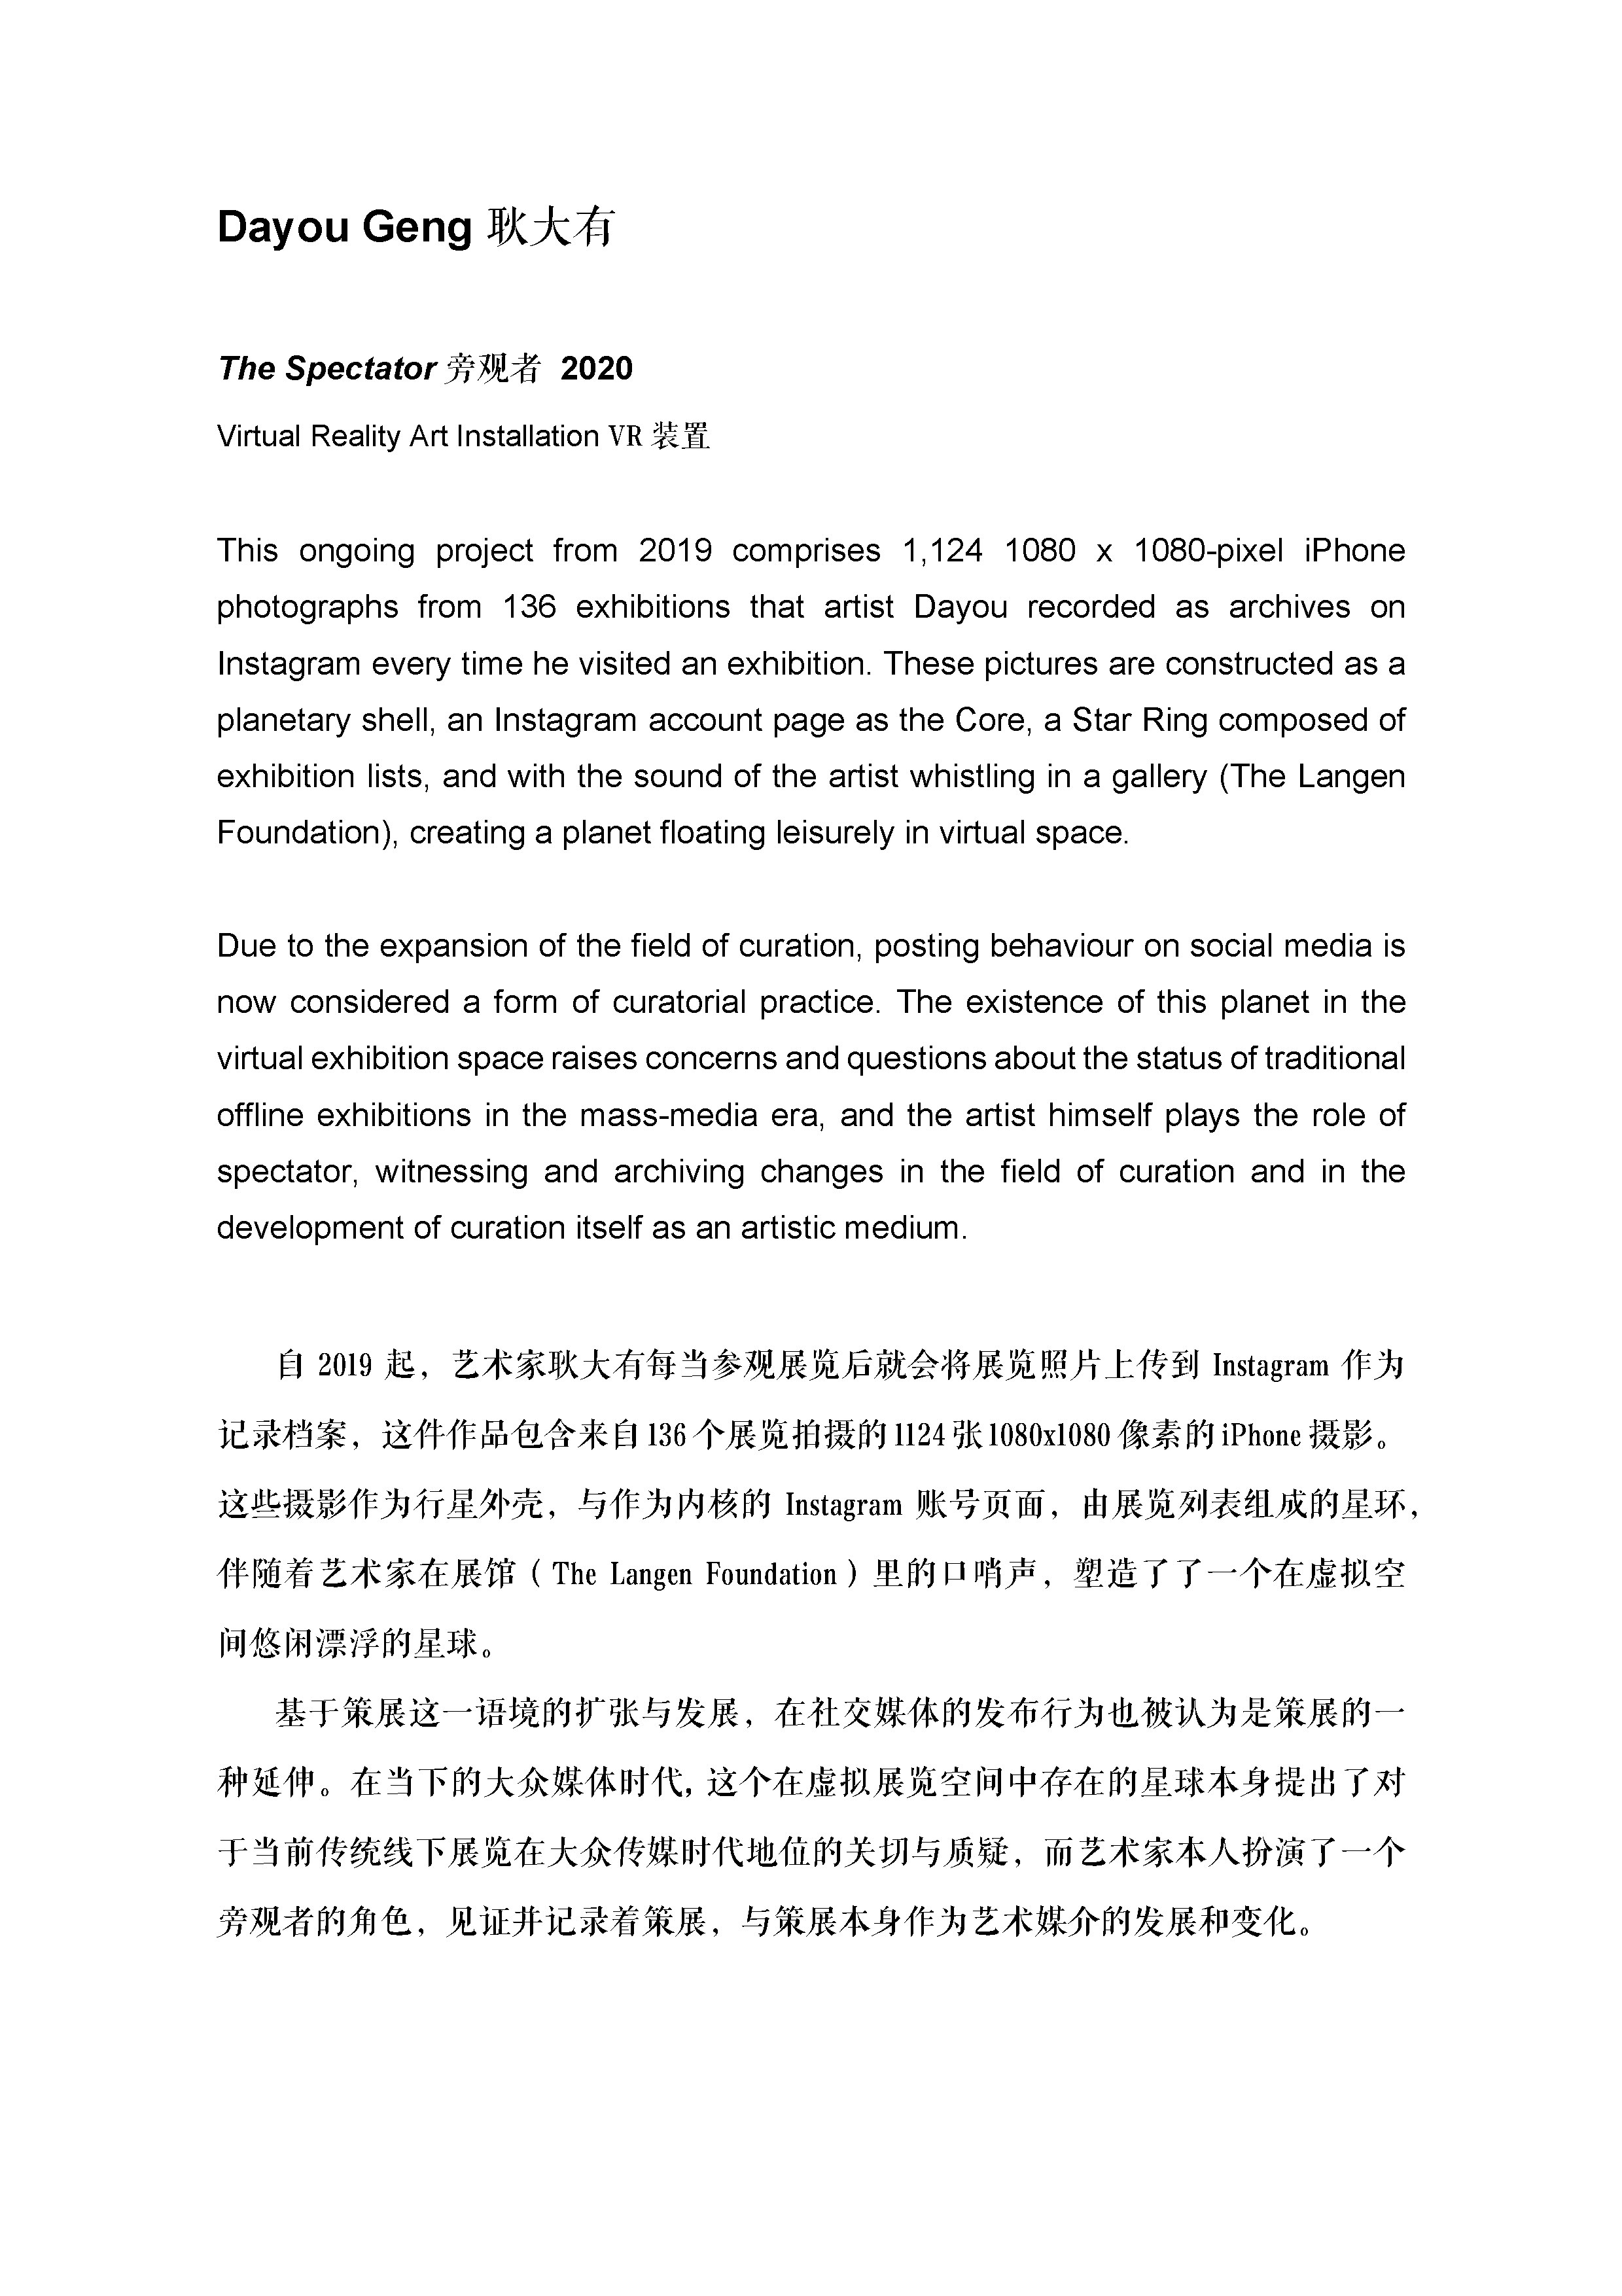 Dayou Geng 耿大有
The Spectator 旁观者 2020
Virtual Reality Art Installation VR 装置
This ongoing project from 2019 comprises 1,124 1080 x 1080-pixel iPhone
photographs from 136 exhibitions that artist Dayou recorded as archives on
Instagram every time he visited an exhibition. These pictures are constructed as a
planetary shell, an Instagram account page as the Core, a Star Ring composed of
exhibition lists, and with the sound of the artist whistling in a gallery (The Langen
Foundation), creating a planet floating leisurely in virtual space.
Due to the expansion of the field of curation, posting behaviour on social media is
now considered a form of curatorial practice. The existence of this planet in the
virtual exhibition space raises concerns and questions about the status of traditional
offline exhibitions in the mass-media era, and the artist himself plays the role of
spectator, witnessing and archiving changes in the field of curation and in the
development of curation itself as an artistic medium.
自 2019 起，艺术家耿大有每当参观展览后就会将展览照片上传到 Instagram 作为
记录档案，这件作品包含来自 136 个展览拍摄的 1124 张 1080x1080 像素的 iPhone 摄影。
这些摄影作为行星外壳，与作为内核的 Instagram 账号页面，由展览列表组成的星环，
伴随着艺术家在展馆（The Langen Foundation）里的口哨声，塑造了了一个在虚拟空
间悠闲漂浮的星球。
基于策展这一语境的扩张与发展，在社交媒体的发布行为也被认为是策展的一
种延伸。在当下的大众媒体时代，这个在虚拟展览空间中存在的星球本身提出了对
于当前传统线下展览在大众传媒时代地位的关切与质疑，而艺术家本人扮演了一个
旁观者的角色，见证并记录着策展，与策展本身作为艺术媒介的发展和变化。